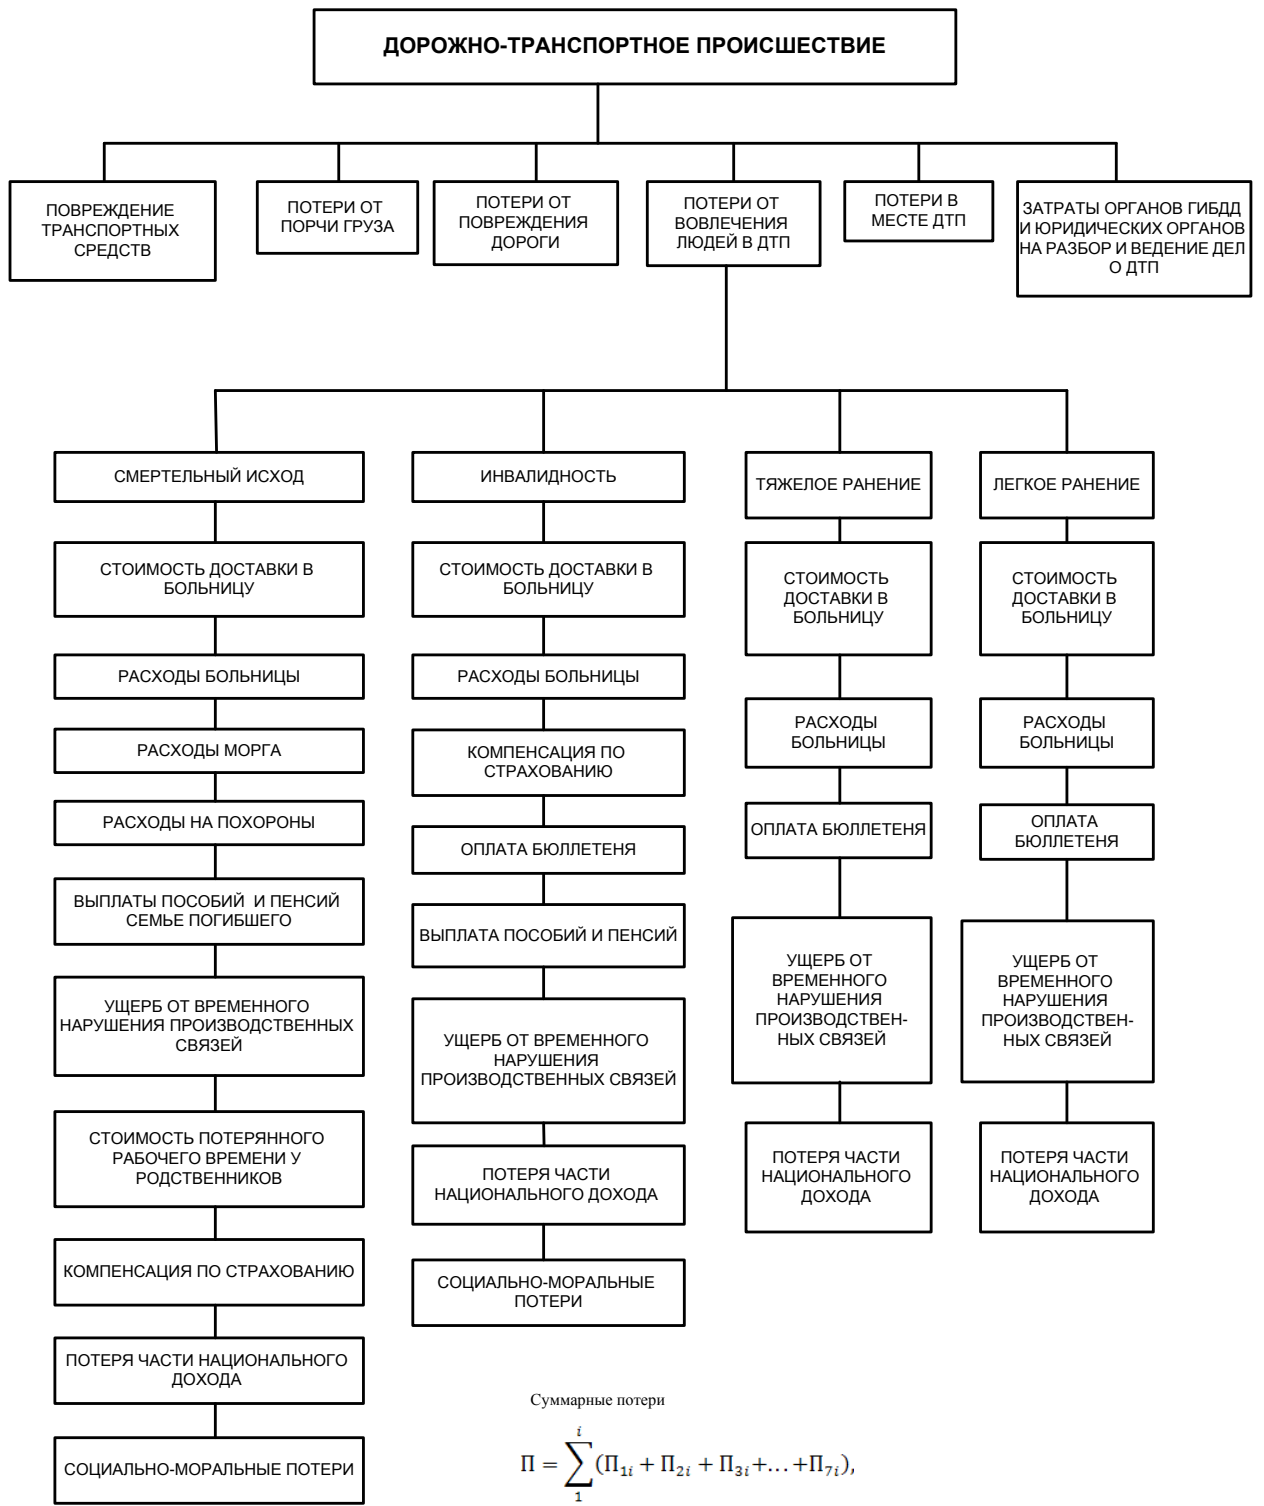 ДОРОЖНО-ТРАНСПОРТНОЕ ПРОИСШЕСТВИЕ
ПОВРЕЖДЕНИЕ
ТРАНСПОРТНЫХ
СРЕДСТВ
ПОТЕРИ ОТ
ПОРЧИ ГРУЗА
ПОТЕРИ ОТ
ПОВРЕЖДЕНИЯ
ДОРОГИ
ПОТЕРИ ОТ
ВОВЛЕЧЕНИЯ
ЛЮДЕЙ В ДТП
ПОТЕРИ В
МЕСТЕ ДТП
ЗАТРАТЫ ОРГАНОВ ГИБДД
И ЮРИДИЧЕСКИХ ОРГАНОВ
НА РАЗБОР И ВЕДЕНИЕ ДЕЛ
О ДТП
СМЕРТЕЛЬНЫЙ ИСХОД
СТОИМОСТЬ ДОСТАВКИ В
БОЛЬНИЦУ
РАСХОДЫ БОЛЬНИЦЫ
РАСХОДЫ МОРГА
РАСХОДЫ НА ПОХОРОНЫ
ВЫПЛАТЫ ПОСОБИЙ И ПЕНСИЙ
СЕМЬЕ ПОГИБШЕГО
УЩЕРБ ОТ ВРЕМЕННОГО
НАРУШЕНИЯ ПРОИЗВОДСТВЕННЫХ
СВЯЗЕЙ
СТОИМОСТЬ ПОТЕРЯННОГО
РАБОЧЕГО ВРЕМЕНИ У
РОДСТВЕННИКОВ
КОМПЕНСАЦИЯ ПО СТРАХОВАНИЮ
ПОТЕРЯ ЧАСТИ НАЦИОНАЛЬНОГО
ДОХОДА
СОЦИАЛЬНО-МОРАЛЬНЫЕ ПОТЕРИ
ИНВАЛИДНОСТЬ
СТОИМОСТЬ ДОСТАВКИ В
БОЛЬНИЦУ
РАСХОДЫ БОЛЬНИЦЫ
КОМПЕНСАЦИЯ ПО
СТРАХОВАНИЮ
ОПЛАТА БЮЛЛЕТЕНЯ
ВЫПЛАТА ПОСОБИЙ И ПЕНСИЙ
УЩЕРБ ОТ ВРЕМЕННОГО
НАРУШЕНИЯ
ПРОИЗВОДСТВЕННЫХ СВЯЗЕЙ
ПОТЕРЯ ЧАСТИ
НАЦИОНАЛЬНОГО ДОХОДА
СОЦИАЛЬНО-МОРАЛЬНЫЕ
ПОТЕРИ
ТЯЖЕЛОЕ РАНЕНИЕ
СТОИМОСТЬ
ДОСТАВКИ В
БОЛЬНИЦУ
РАСХОДЫ
БОЛЬНИЦЫ
ОПЛАТА БЮЛЛЕТЕНЯ
УЩЕРБ ОТ
ВРЕМЕННОГО
НАРУШЕНИЯ
ПРОИЗВОДСТВЕН-
НЫХ СВЯЗЕЙ
ПОТЕРЯ ЧАСТИ
НАЦИОНАЛЬНОГО
ДОХОДА
ЛЕГКОЕ РАНЕНИЕ
СТОИМОСТЬ
ДОСТАВКИ В
БОЛЬНИЦУ
РАСХОДЫ
БОЛЬНИЦЫ
ОПЛАТА
БЮЛЛЕТЕНЯ
УЩЕРБ ОТ
ВРЕМЕННОГО
НАРУШЕНИЯ
ПРОИЗВОДСТВЕН-
НЫХ СВЯЗЕЙ
ПОТЕРЯ ЧАСТИ
НАЦИОНАЛЬНОГО
ДОХОДА
Суммарные потери
i
П = ∑(П₁ᵢ + П₂ᵢ + П₃ᵢ+...+П₇ᵢ),
1